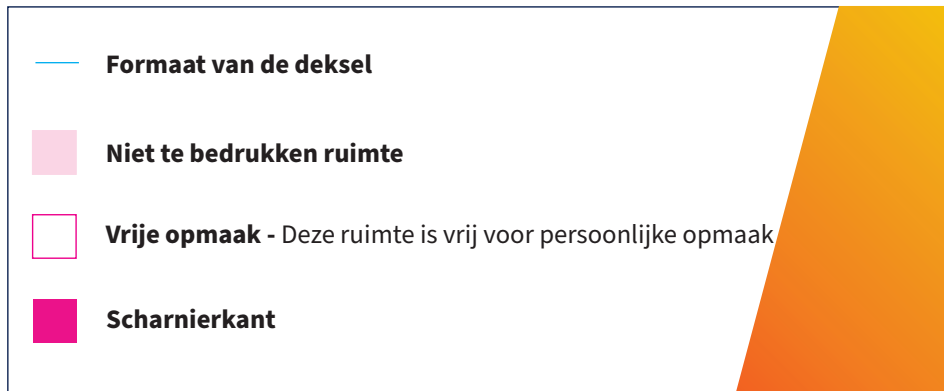 Formaat van de deksel
Niet te bedrukken ruimte
Vrije opmaak - Deze ruimte is vrij voor persoonlijke opmaak
Scharnierkant